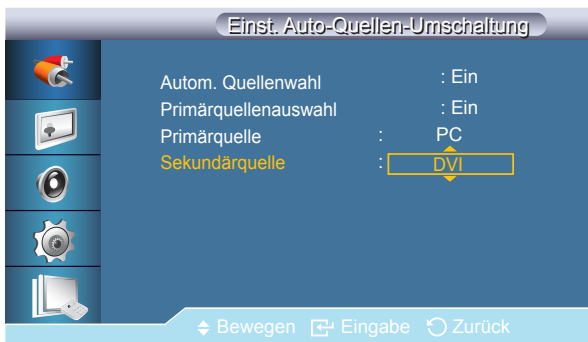 Einst. Auto-Quellen-Umschaltung
Autom. Quellenwahl : Ein
Primärquellenauswahl : Ein
Primärquelle : PC
Sekundärquelle : DVI
Bewegen Eingabe Zurück